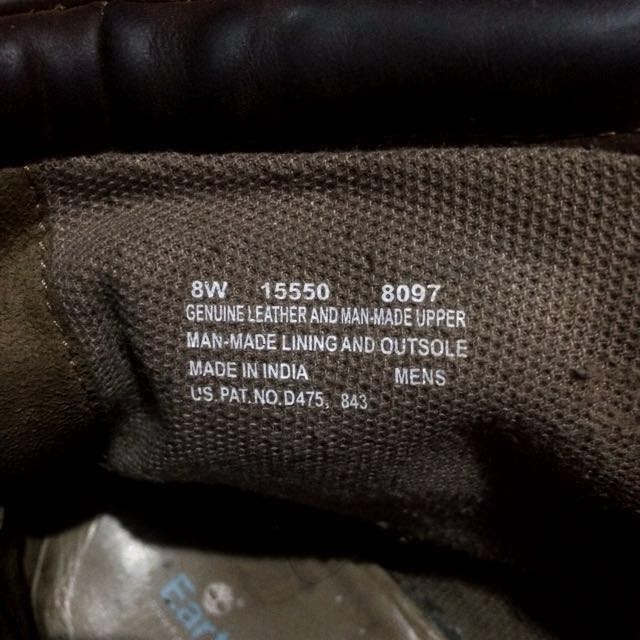 8W 15550 8097
GENUINE LEATHER AND MAN-MADE UPPER
MAN-MADE LINING AND OUTSOLE
MADE IN INDIA MENS
US. PAT. NO. D475, 843